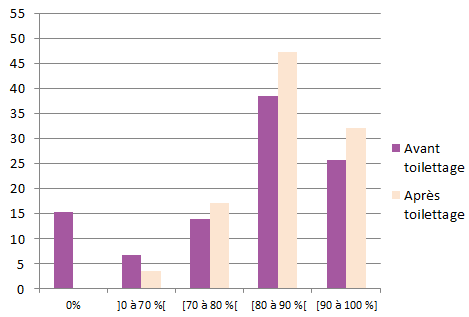 55
50
45
40
35
30
25
20
15
10
5
0
0%
]0 à 70 %[
[70 à 80 %[
[80 à 90 %[
[90 à 100 %]
Avant
toilettage
Après
toilettage